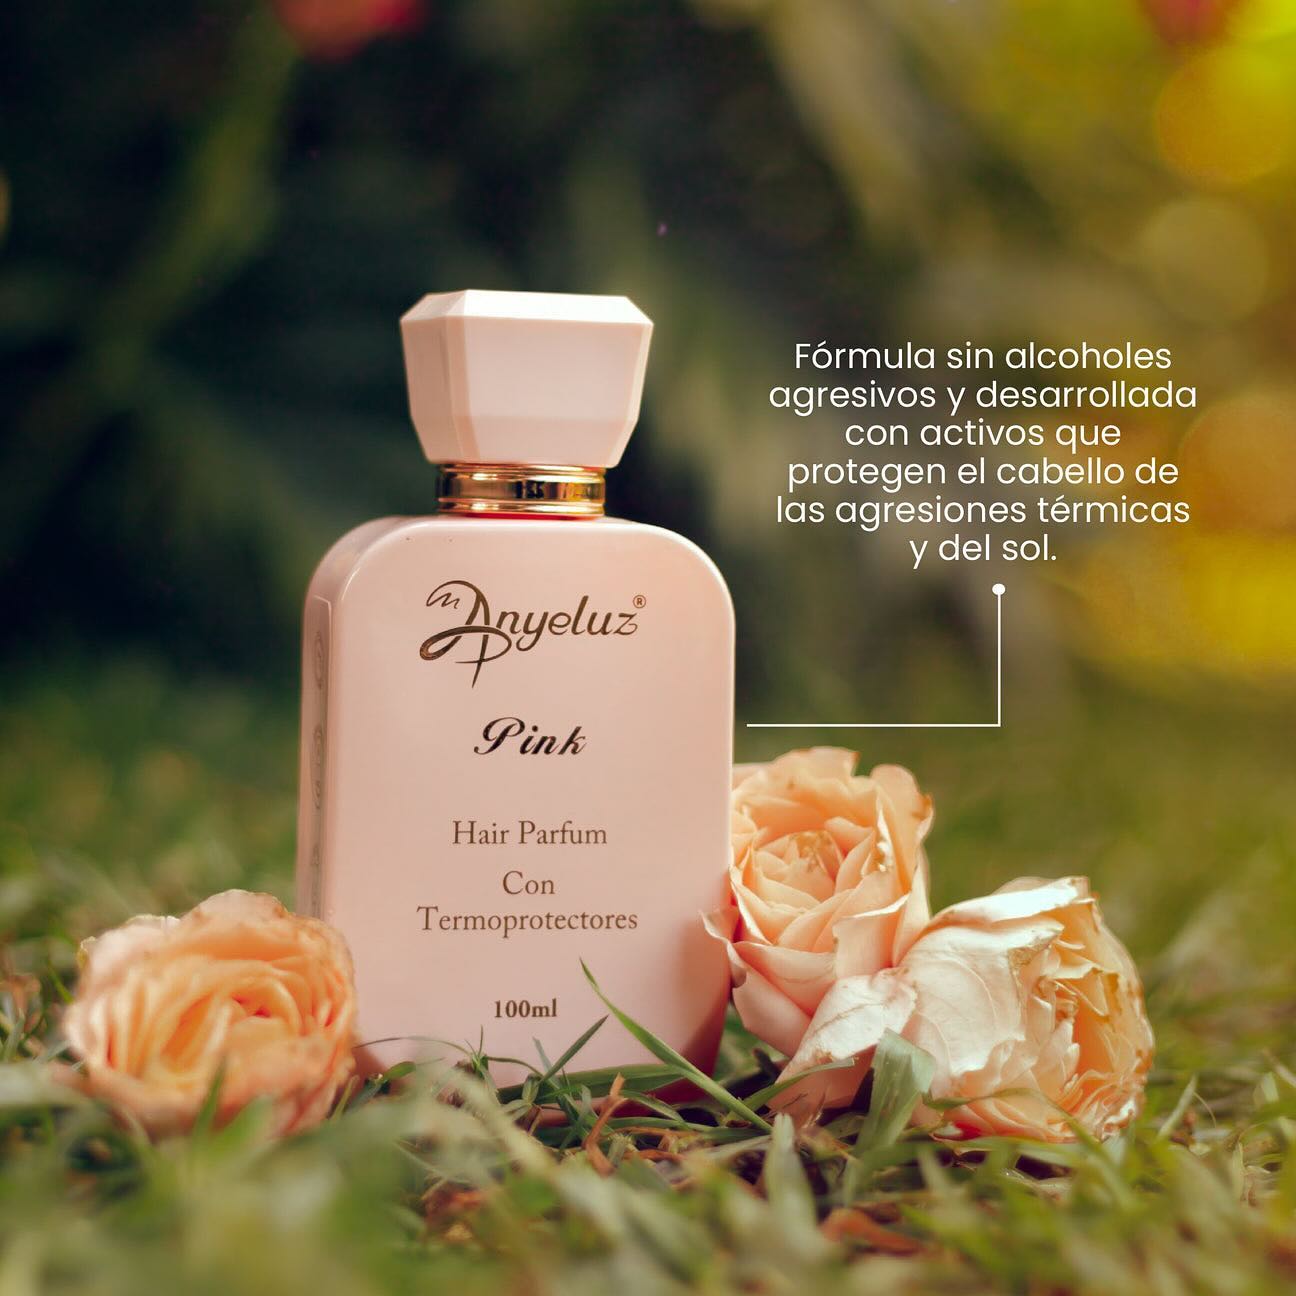 Fórmula sin alcoholes
agresivos y desarrollada
con activos que
protegen el cabello de
las agresiones térmicas
y del sol.
Anyeluz®
Pink
Hair Parfum
Con
Termoprotectores
100ml